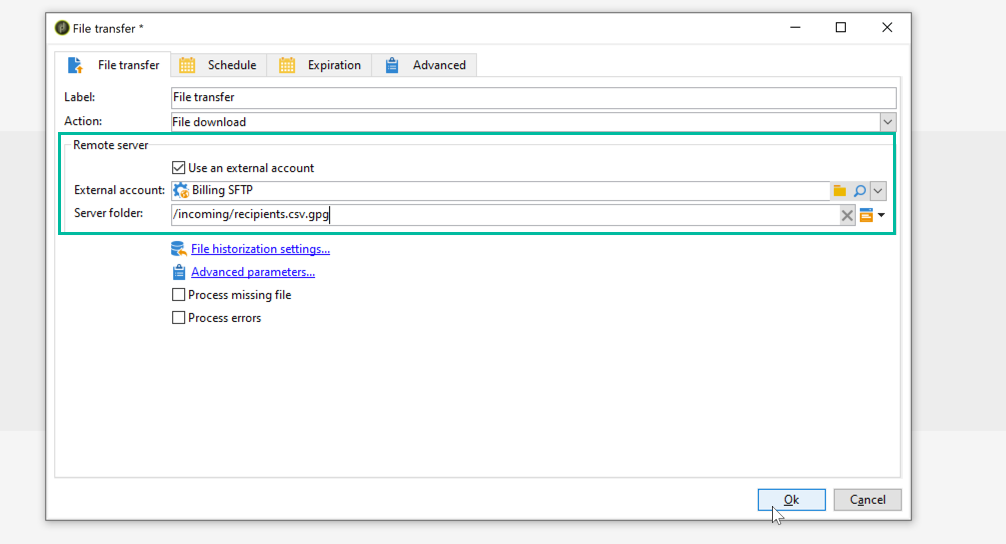 File transfer *
File transfer Schedule Expiration Advanced
Label: File transfer
Action: File download
Remote server
Use an external account
External account: Billing SFTP
Server folder: /incoming/recipients.csv.gpg
File historization settings...
Advanced parameters...
Process missing file
Process errors
Ok Cancel